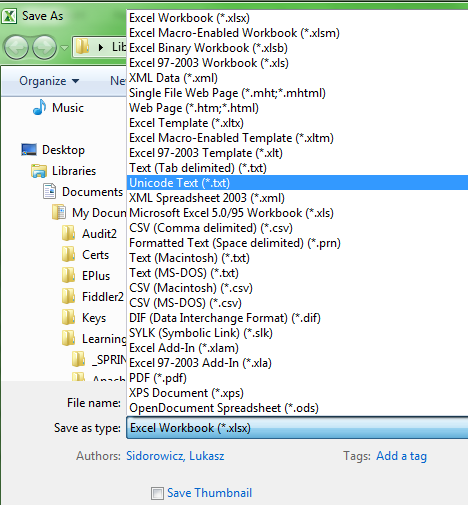 Save As
Excel Workbook (*.xlsx)
Excel Macro-Enabled Workbook (*.xlsm)
Excel Binary Workbook (*.xlsb)
Excel 97-2003 Workbook (*.xls)
XML Data (*.xml)
Single File Web Page (*.mht;*.mhtml)
Web Page (*.htm;*.html)
Excel Template (*.xltx)
Excel Macro-Enabled Template (*.xltm)
Excel 97-2003 Template (*.xlt)
Text (Tab delimited) (*.txt)
Unicode Text (*.txt)
XML Spreadsheet 2003 (*.xml)
Microsoft Excel 5.0/95 Workbook (*.xls)
CSV (Comma delimited) (*.csv)
Formatted Text (Space delimited) (*.prn)
Text (Macintosh) (*.txt)
Text (MS-DOS) (*.txt)
CSV (Macintosh) (*.csv)
CSV (MS-DOS) (*.csv)
DIF (Data Interchange Format) (*.dif)
SYLK (Symbolic Link) (*.slk)
Excel Add-In (*.xlam)
Excel 97-2003 Add-In (*.xla)
PDF (*.pdf)
XPS Document (*.xps)
OpenDocument Spreadsheet (*.ods)
Lib
Organize
Ne
Music
Desktop
Libraries
Documents
My Docum
Audit2
Certs
EPlus
Fiddler2
Keys
Learning
_SPRIN
File name:
Save as type: Excel Workbook (*.xlsx)
Authors: Sidorowicz, Lukasz Tags: Add a tag
Save Thumbnail